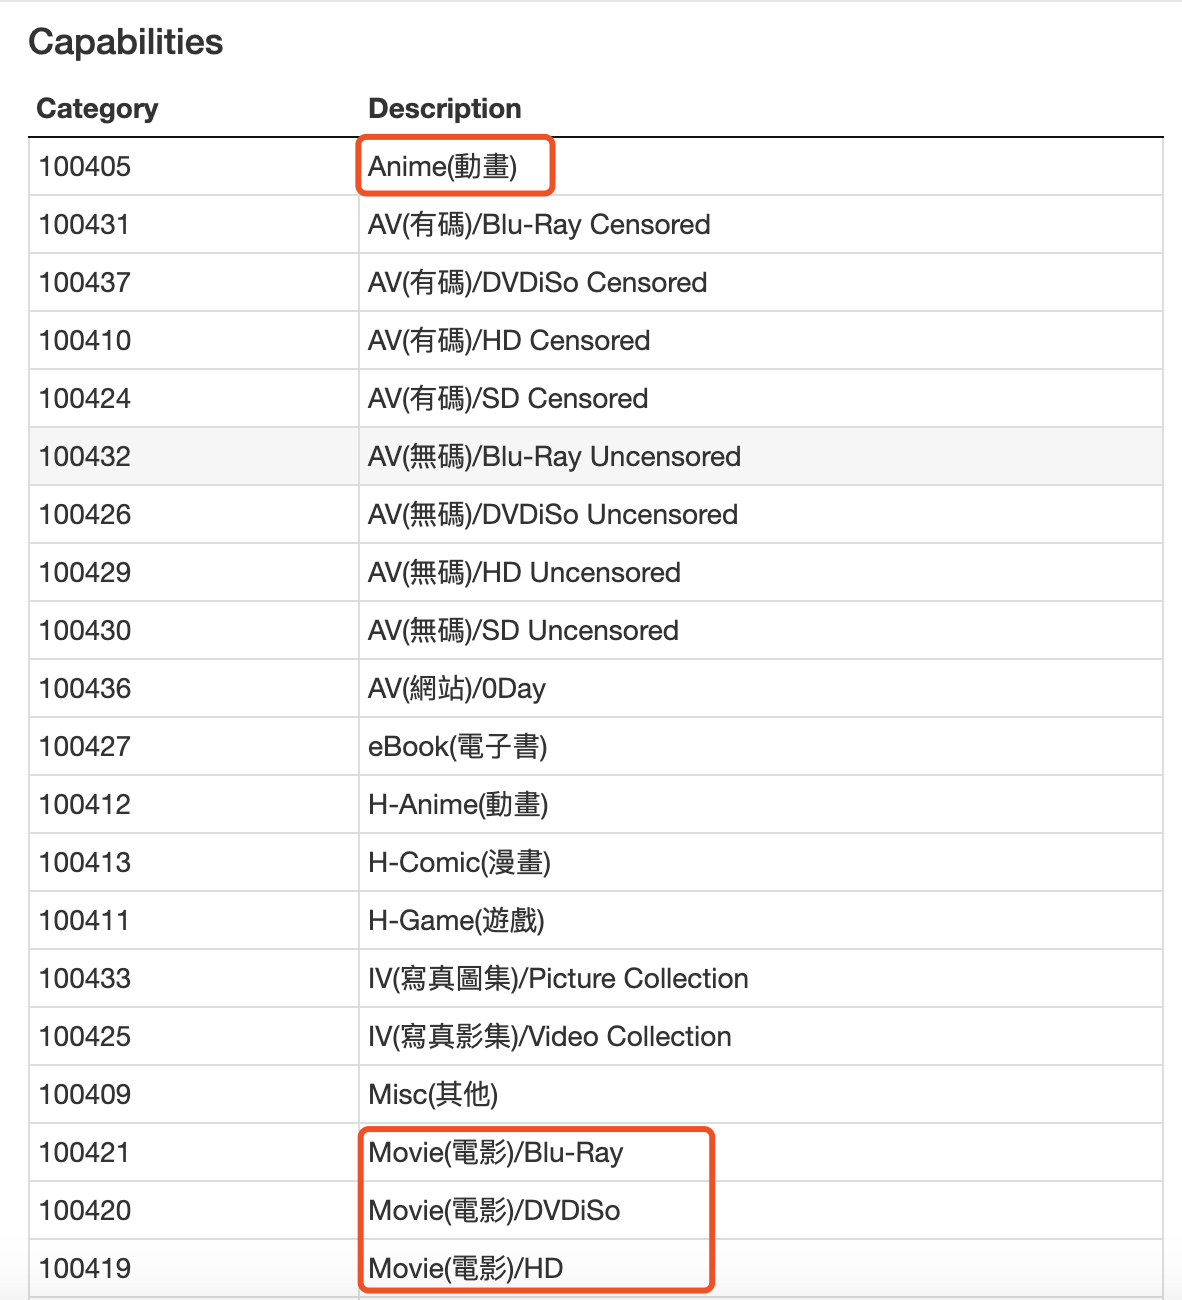 Capabilities
Category Description
100405 Anime(動畫)
100431 AV(有碼)/Blu-Ray Censored
100437 AV(有碼)/DVDiSo Censored
100410 AV(有碼)/HD Censored
100424 AV(有碼)/SD Censored
100432 AV(無碼)/Blu-Ray Uncensored
100426 AV(無碼)/DVDiSo Uncensored
100429 AV(無碼)/HD Uncensored
100430 AV(無碼)/SD Uncensored
100436 AV(網站)/0Day
100427 eBook(電子書)
100412 H-Anime(動畫)
100413 H-Comic(漫畫)
100411 H-Game(遊戲)
100433 IV(寫真圖集)/Picture Collection
100425 IV(寫真影集)/Video Collection
100409 Misc(其他)
100421 Movie(電影)/Blu-Ray
100420 Movie(電影)/DVDiSo
100419 Movie(電影)/HD